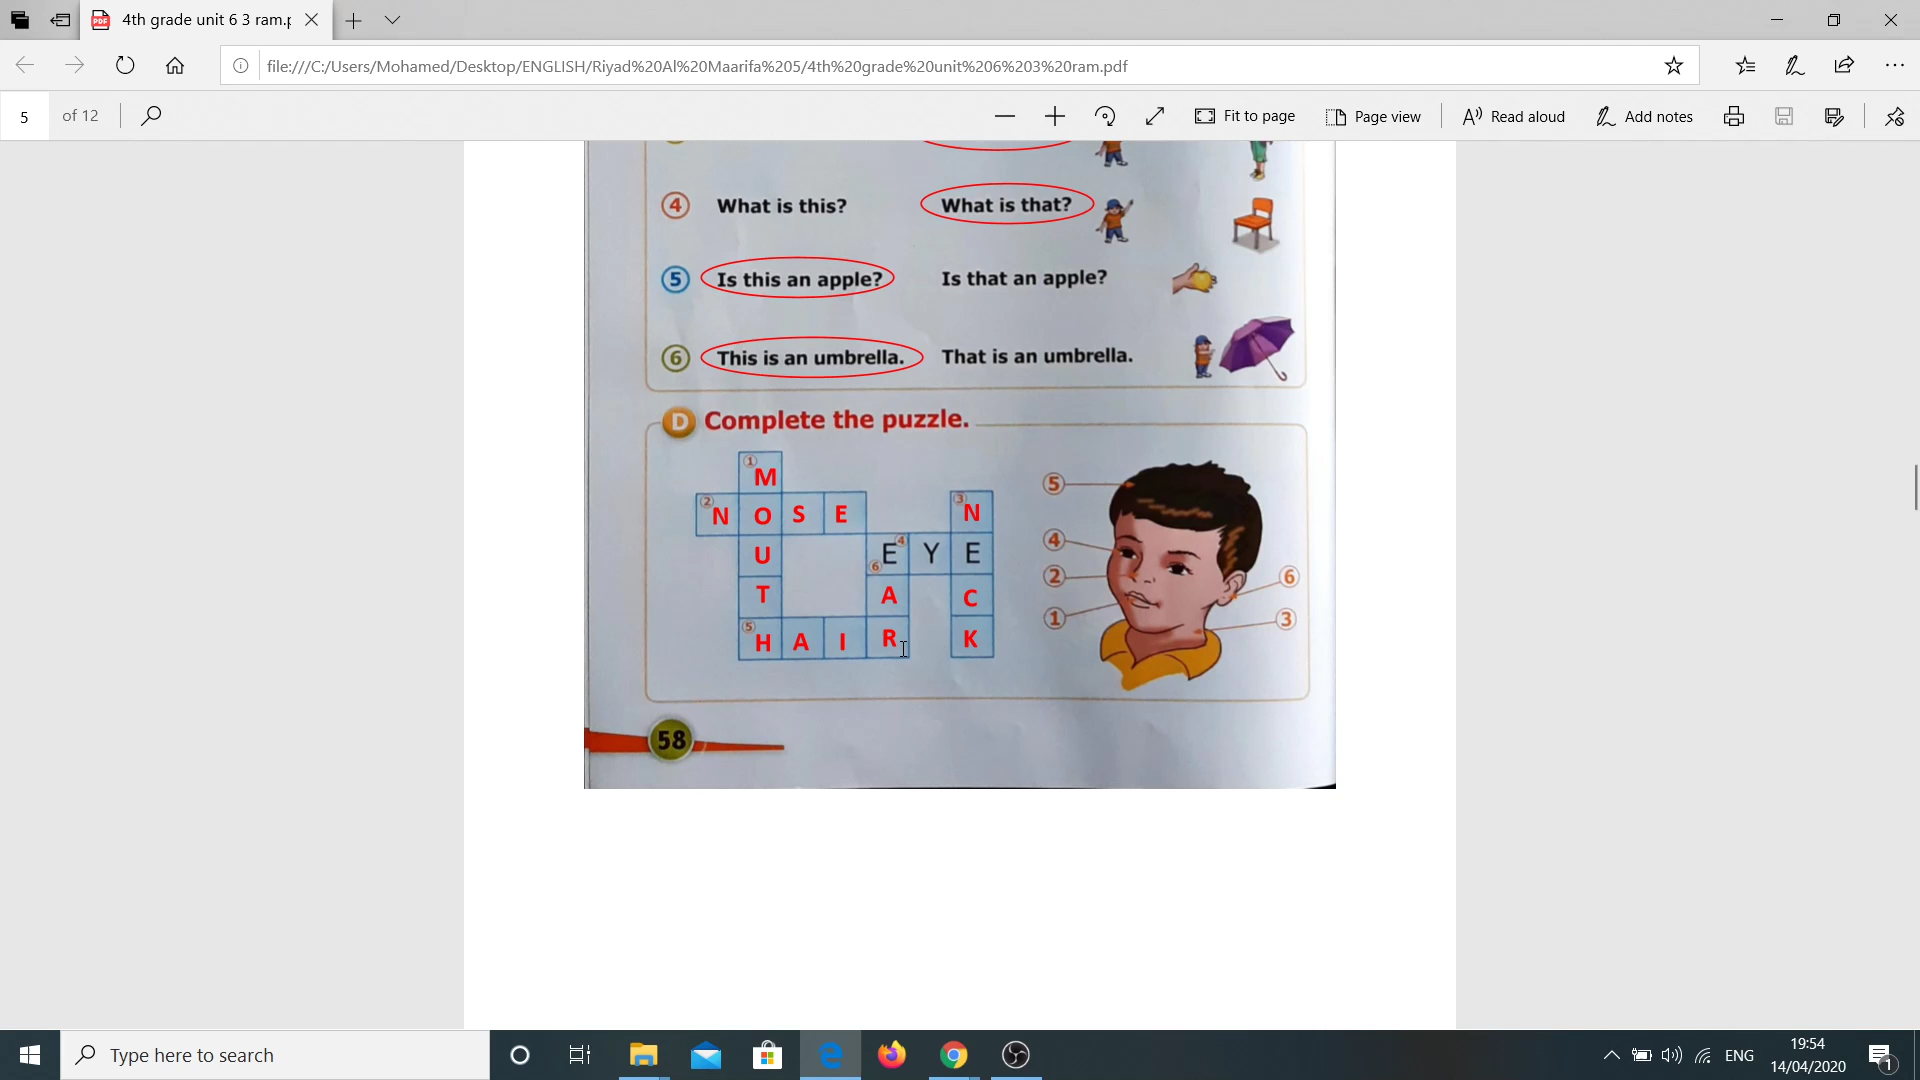 4th grade unit 6 3 ram.p
file:///C:/Users/Mohamed/Desktop/ENGLISH/Riyad%20Al%20Maarifa%205/4th%20grade%20unit%206%203%20ram.pdf
5 of 12
Fit to page
Page view
Read aloud
Add notes
4 What is this? What is that?
5 Is this an apple? Is that an apple?
6 This is an umbrella. That is an umbrella.
D Complete the puzzle.
1 M
2 N O S E 3 N
U 6 E 4 Y E
T A C
5 H A I R K
5
4
2
6
1
3
58
Type here to search
ENG
19:54
14/04/2020
1